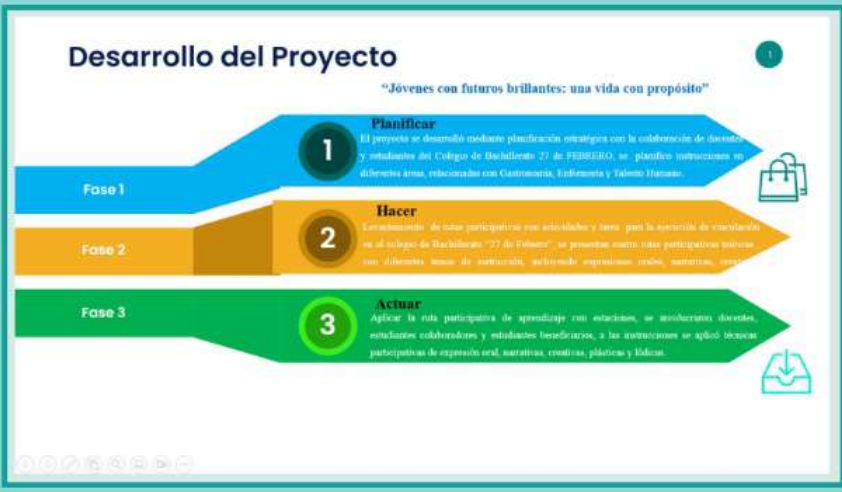 Desarrollo del Proyecto
1
“Jóvenes con futuros brillantes: una vida con propósito”
Fase 1
1
Planificar
El proyecto se desarrolló mediante planificación estratégica con la colaboración de docentes
y estudiantes del Colegio de Bachillerato 27 de FEBRERO, se planifico instrucciones en
diferentes áreas, relacionadas con Gastronomía, Enfermería y Talento Humano.
Fase 2
2
Hacer
Levantamiento de rutas participativas con actividades y tarea para la ejecución de vinculación
en el colegio de Bachillerato “27 de Febrero”, se presentan cuatro rutas participativas
con diferentes temas de instrucción, incluyendo expresiones orales, narrativas,
Fase 3
3
Actuar
Aplicar la ruta participativa de aprendizaje con estaciones, se involucraron docentes,
estudiantes colaboradores y estudiantes beneficiarios, a las instrucciones se aplicó técnicas
participativas de expresión oral, narrativas, creativas, plásticas y lúdicas.